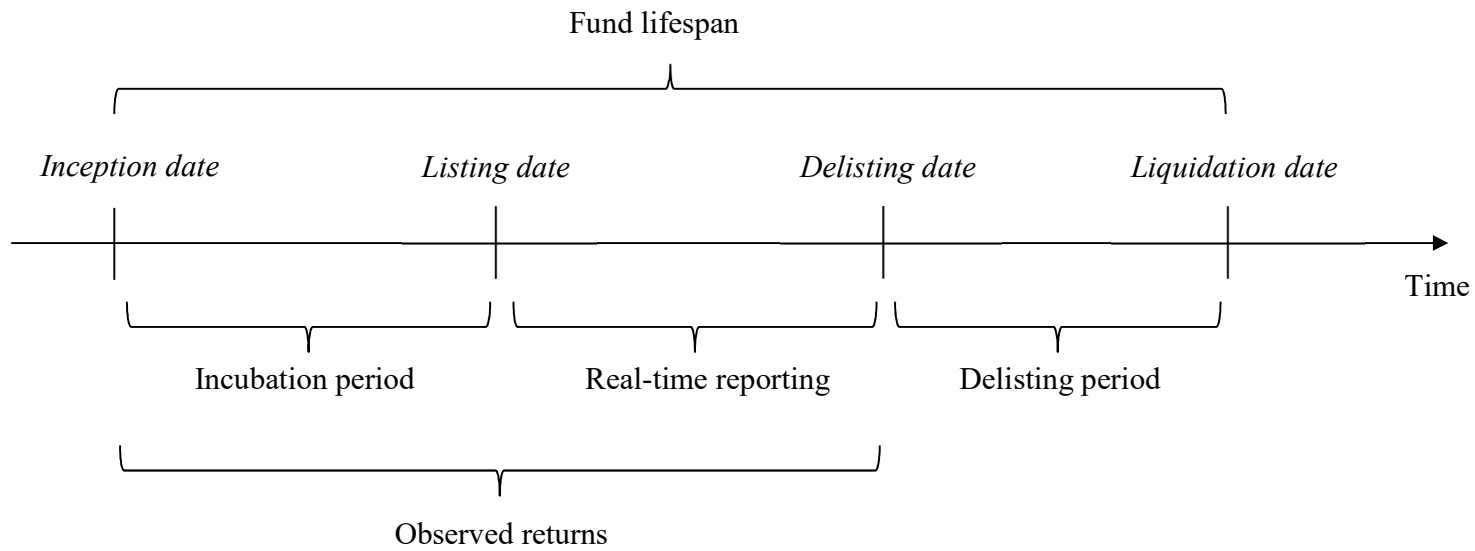 Fund lifespan
Inception date
Listing date
Delisting date
Liquidation date
Time
Incubation period
Real-time reporting
Delisting period
Observed returns